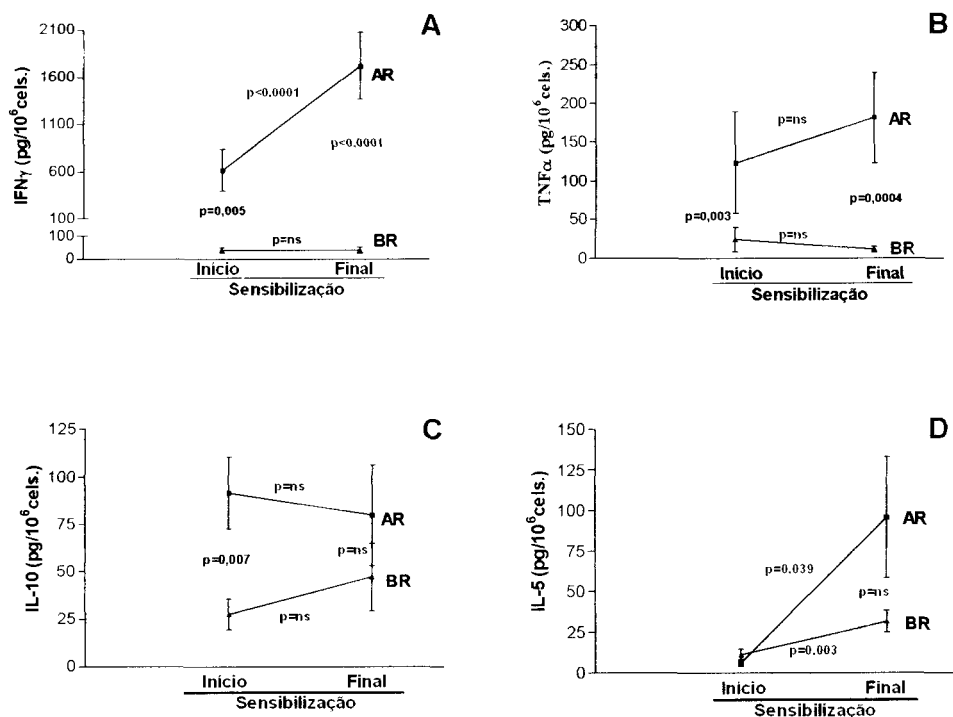 A
IFNγ (pg/10⁶cels.)
2100
1600
1100
600
100
100
0
AR
p<0.0001
p<0.0001
p=0,005
p=ns
BR
Início
Final
Sensibilização
B
TNFα (pg/10⁶cels.)
300
250
200
150
100
50
0
p=ns
AR
p=0,003
p=0,0004
p=ns
BR
Início
Final
Sensibilização
C
IL-10 (pg/10⁶cels.)
125
100
75
50
25
0
p=ns
AR
p=0,007
p=ns
BR
p=ns
Início
Final
Sensibilização
D
IL-5 (pg/10⁶cels.)
150
125
100
75
50
25
0
AR
p=0.039
p=ns
BR
p=0.003
Início
Final
Sensibilização